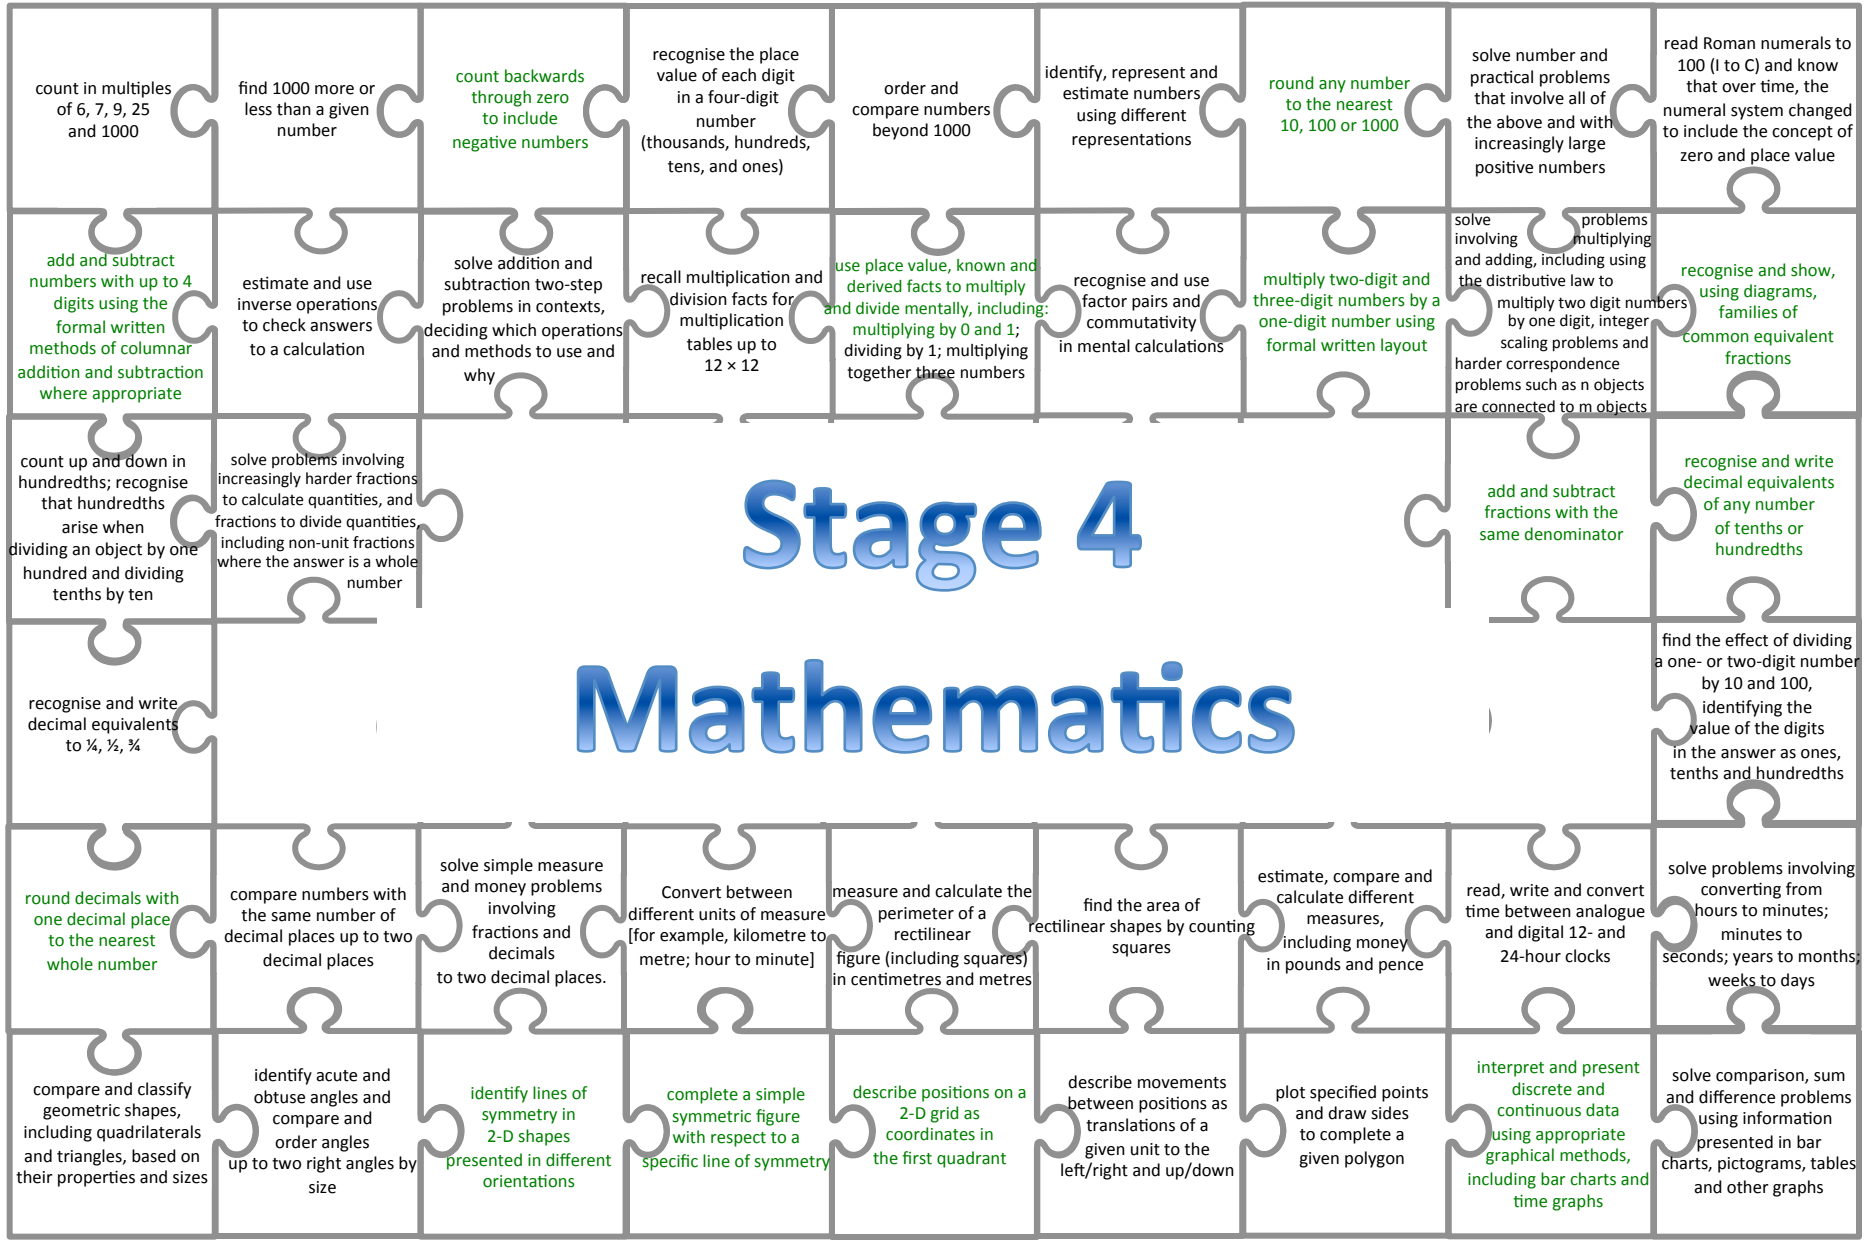 count in multiples
of 6, 7, 9, 25
and 1000
find 1000 more or
less than a given
number
count backwards
through zero
to include
negative numbers
recognise the place
value of each digit
in a four-digit
number
(thousands, hundreds,
tens, and ones)
order and
compare numbers
beyond 1000
identify, represent and
estimate numbers
using different
representations
round any number
to the nearest
10, 100 or 1000
solve number and
practical problems
that involve all of
the above and with
increasingly large
positive numbers
read Roman numerals to
100 (I to C) and know
that over time, the
numeral system changed
to include the concept of
zero and place value
add and subtract
numbers with up to 4
digits using the
formal written
methods of columnar
addition and subtraction
where appropriate
estimate and use
inverse operations
to check answers
to a calculation
solve addition and
subtraction two-step
problems in contexts,
deciding which operations
and methods to use and
why
recall multiplication and
division facts for
multiplication
tables up to
12 × 12
use place value, known and
derived facts to multiply
and divide mentally, including:
multiplying by 0 and 1;
dividing by 1; multiplying
together three numbers
recognise and use
factor pairs and
commutativity
in mental calculations
multiply two-digit and
three-digit numbers by a
one-digit number using
formal written layout
solve problems
involving multiplying
and adding, including using
the distributive law to
multiply two digit numbers
by one digit, integer
scaling problems and
harder correspondence
problems such as n objects
are connected to m objects
recognise and show,
using diagrams,
families of
common equivalent
fractions
count up and down in
hundredths; recognise
that hundredths
arise when
dividing an object by one
hundred and dividing
tenths by ten
solve problems involving
increasingly harder fractions
to calculate quantities, and
fractions to divide quantities,
including non-unit fractions
where the answer is a whole
number
Stage 4
Mathematics
add and subtract
fractions with the
same denominator
recognise and write
decimal equivalents
of any number
of tenths or
hundredths
recognise and write
decimal equivalents
to ¼, ½, ¾
find the effect of dividing
a one- or two-digit number
by 10 and 100,
identifying the
value of the digits
in the answer as ones,
tenths and hundredths
round decimals with
one decimal place
to the nearest
whole number
compare numbers with
the same number of
decimal places up to two
decimal places
solve simple measure
and money problems
involving
fractions and
decimals
to two decimal places.
Convert between
different units of measure
[for example, kilometre to
metre; hour to minute]
measure and calculate the
perimeter of a
rectilinear
figure (including squares)
in centimetres and metres
find the area of
rectilinear shapes by counting
squares
estimate, compare and
calculate different
measures,
including money
in pounds and pence
read, write and convert
time between analogue
and digital 12- and
24-hour clocks
solve problems involving
converting from
hours to minutes;
minutes to
seconds; years to months;
weeks to days
compare and classify
geometric shapes,
including quadrilaterals
and triangles, based on
their properties and sizes
identify acute and
obtuse angles and
compare and
order angles
up to two right angles by
size
identify lines of
symmetry in
2-D shapes
presented in different
orientations
complete a simple
symmetric figure
with respect to a
specific line of symmetry
describe positions on a
2-D grid as
coordinates in
the first quadrant
describe movements
between positions as
translations of a
given unit to the
left/right and up/down
plot specified points
and draw sides
to complete a
given polygon
interpret and present
discrete and
continuous data
using appropriate
graphical methods,
including bar charts and
time graphs
solve comparison, sum
and difference problems
using information
presented in bar
charts, pictograms, tables
and other graphs